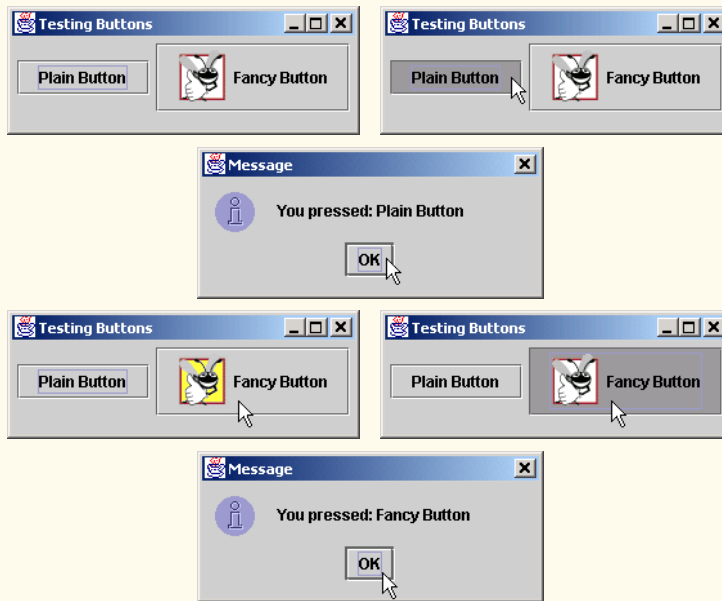 Testing Buttons
Plain Button
Fancy Button
Testing Buttons
Plain Button
Fancy Button
Message
You pressed: Plain Button
OK
Testing Buttons
Plain Button
Fancy Button
Testing Buttons
Plain Button
Fancy Button
Message
You pressed: Fancy Button
OK